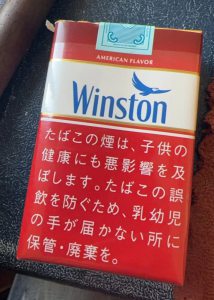 AMERICAN FLAVOR
Winston
たばこの煙は、子供の
健康にも悪影響を及
ぼします。たばこの誤
飲を防ぐため、乳幼児
の手が届かない所に
保管・廃棄を。